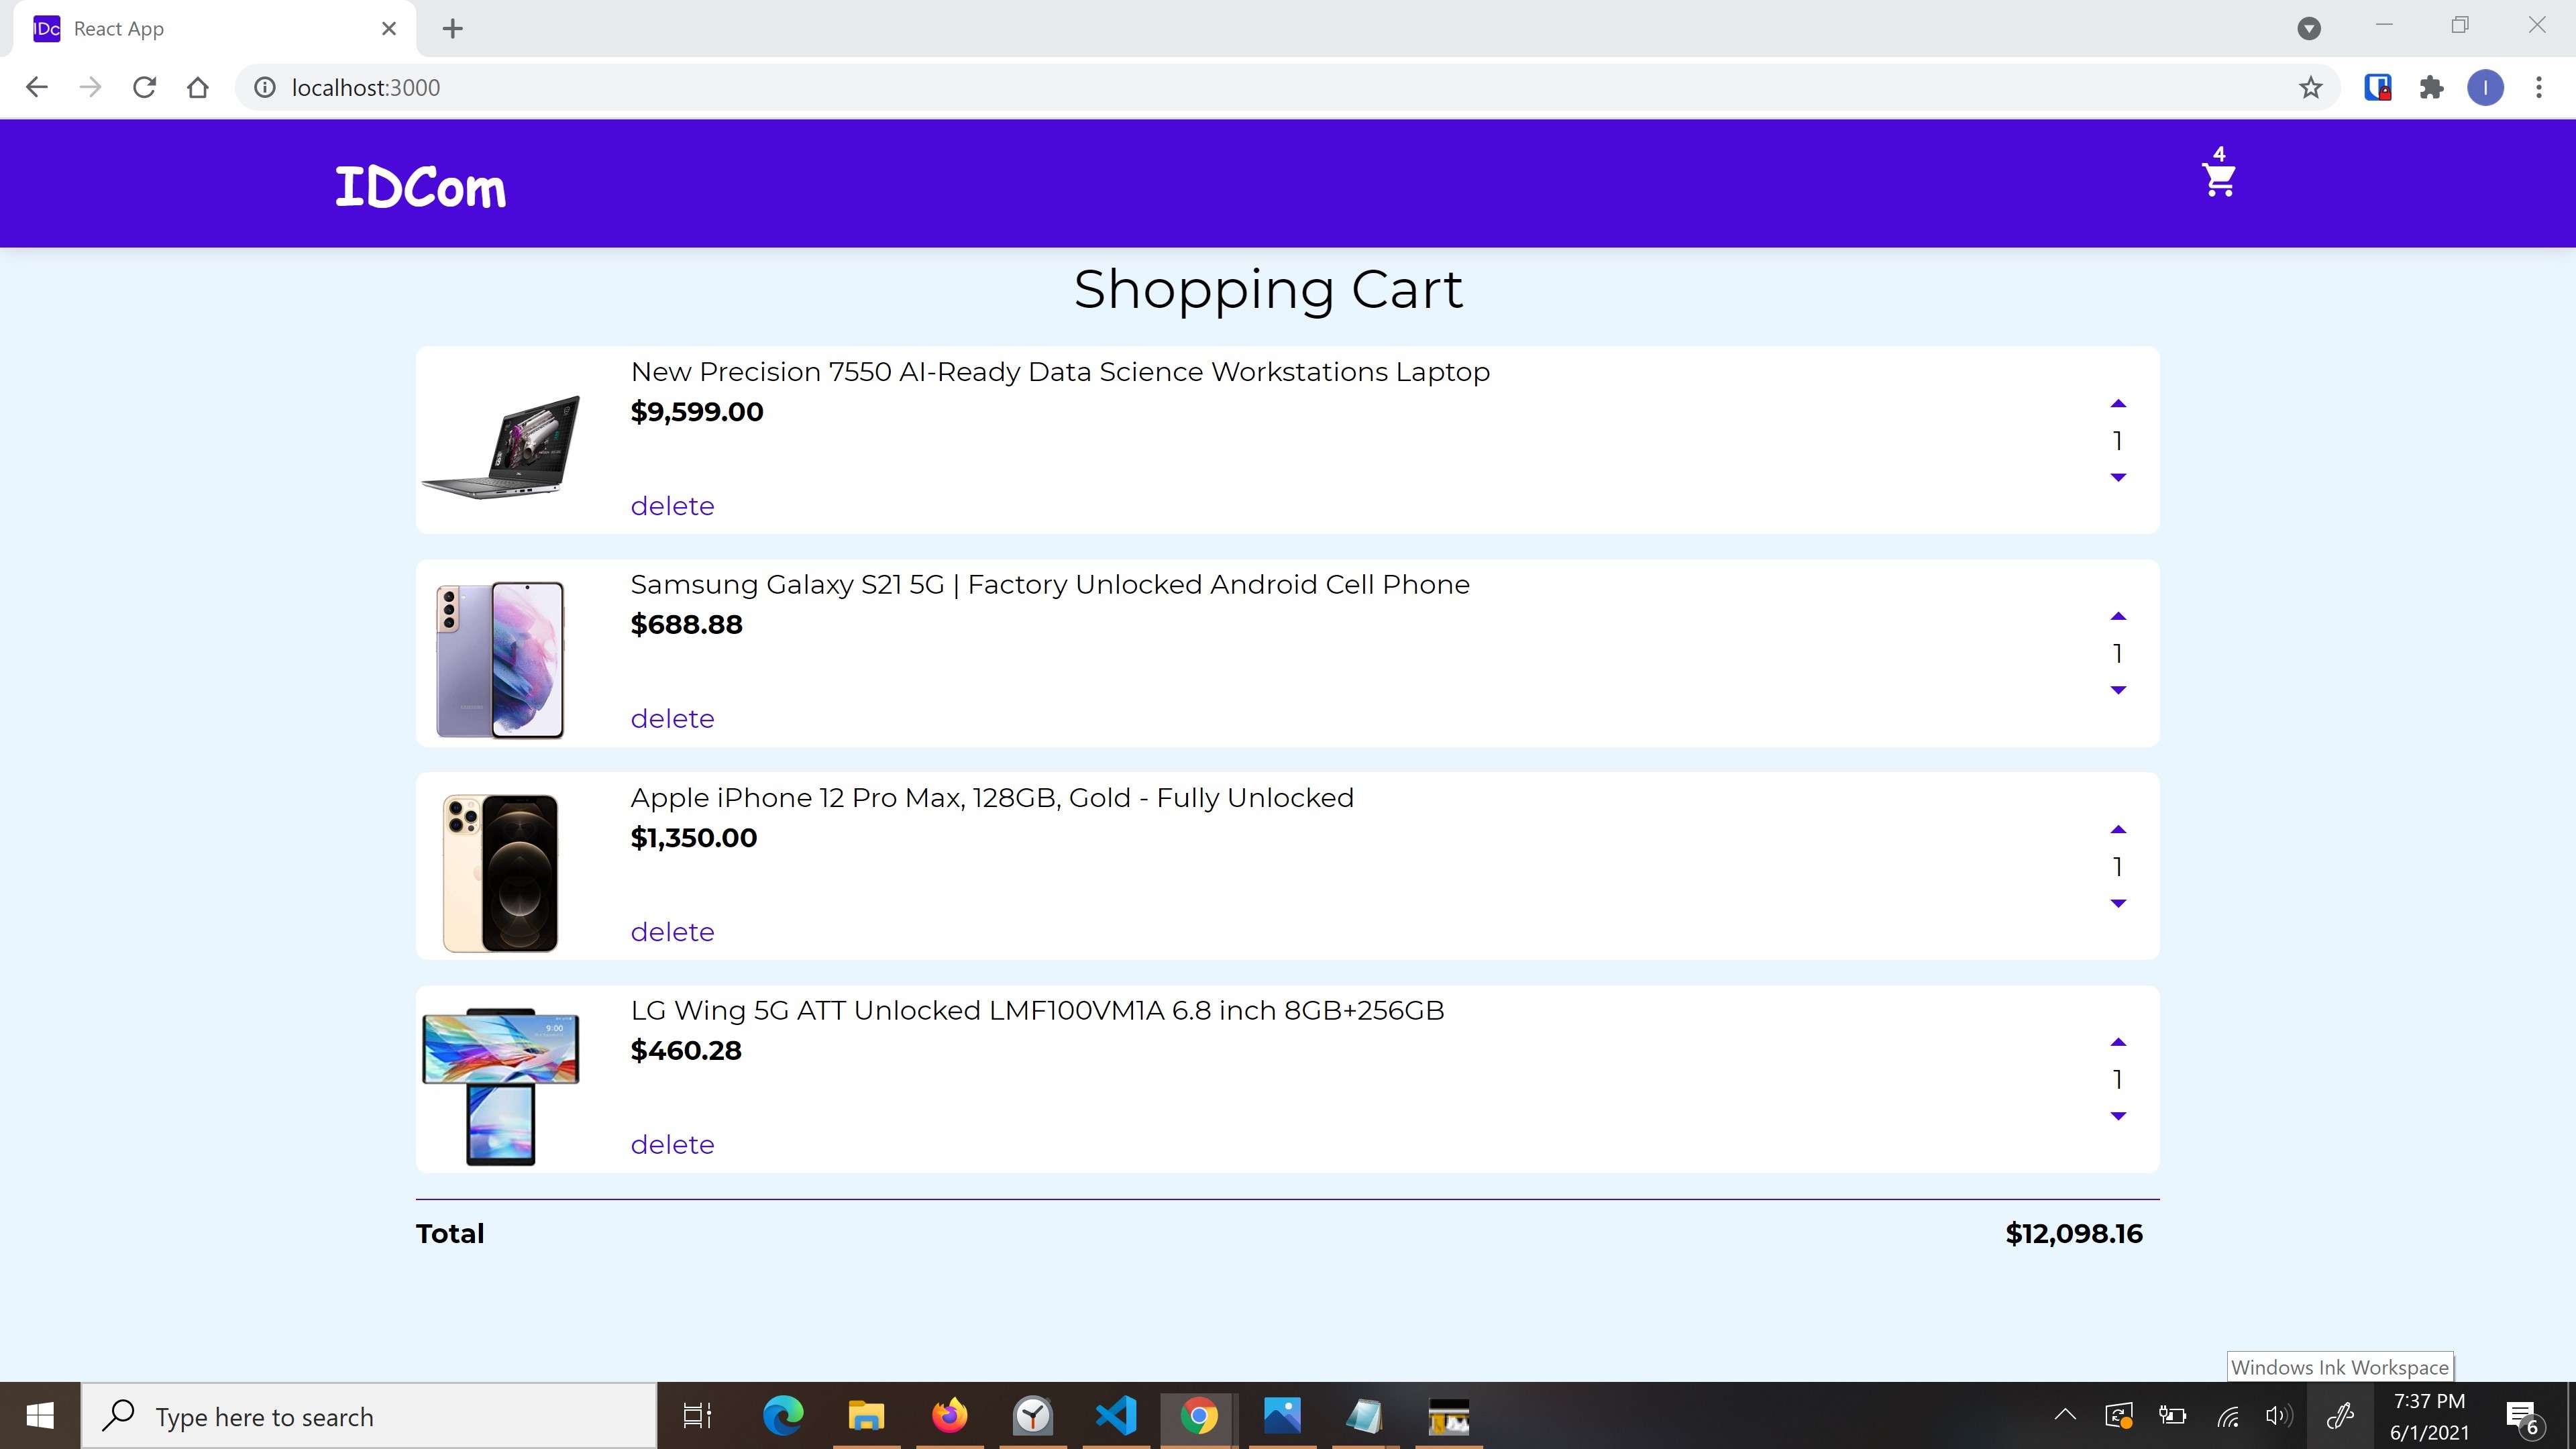 IDc React App
localhost:3000
I
IDCom
4
Shopping Cart
New Precision 7550 AI-Ready Data Science Workstations Laptop
$9,599.00
1
delete
Samsung Galaxy S21 5G | Factory Unlocked Android Cell Phone
$688.88
1
delete
Apple iPhone 12 Pro Max, 128GB, Gold - Fully Unlocked
$1,350.00
1
delete
LG Wing 5G ATT Unlocked LMF100VM1A 6.8 inch 8GB+256GB
9:00
$460.28
1
delete
Total $12,098.16
Windows Ink Workspace
Type here to search
7:37 PM
6/1/2021
6